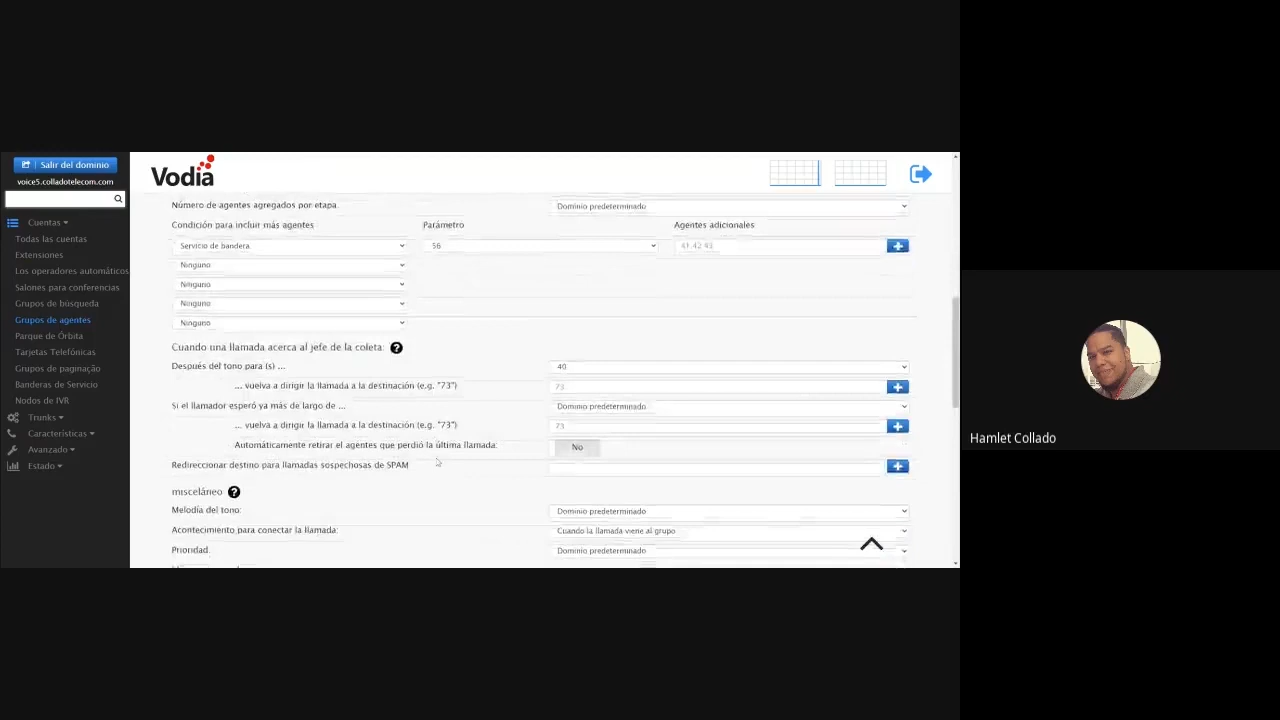 Salir del dominio
voice5.colladotelecom.com
Cuentas
Todas las cuentas
Extensiones
Los operadores automáticos
Salones para conferencias
Grupos de búsqueda
Grupos de agentes
Parque de Órbita
Tarjetas Telefónicas
Grupos de paginação
Banderas de Servicio
Nodos de IVR
Trunks
Características
Avanzado
Estado
Vodia
Número de agentes agregados por etapa. Dominio predeterminado
Condición para incluir más agentes Parámetro Agentes adicionales
Servicio de bandera 56 41 42 43
Ninguno
Ninguno
Ninguno
Ninguno
Cuando una llamada acerca al jefe de la coleta: ?
Después del tono para (s) ... 40
... vuelva a dirigir la llamada a la destinación (e.g. "73") 73
Si el llamador esperó ya más de largo de ... Dominio predeterminado
... vuelva a dirigir la llamada a la destinación (e.g. "73") 73
Automáticamente retirar el agentes que perdió la última llamada: No
Redireccionar destino para llamadas sospechosas de SPAM
misceláneo ?
Melodía del tono: Dominio predeterminado
Acontecimiento para conectar la llamada: Cuando la llamada viene al grupo
Prioridad. Dominio predeterminado
Hamlet Collado